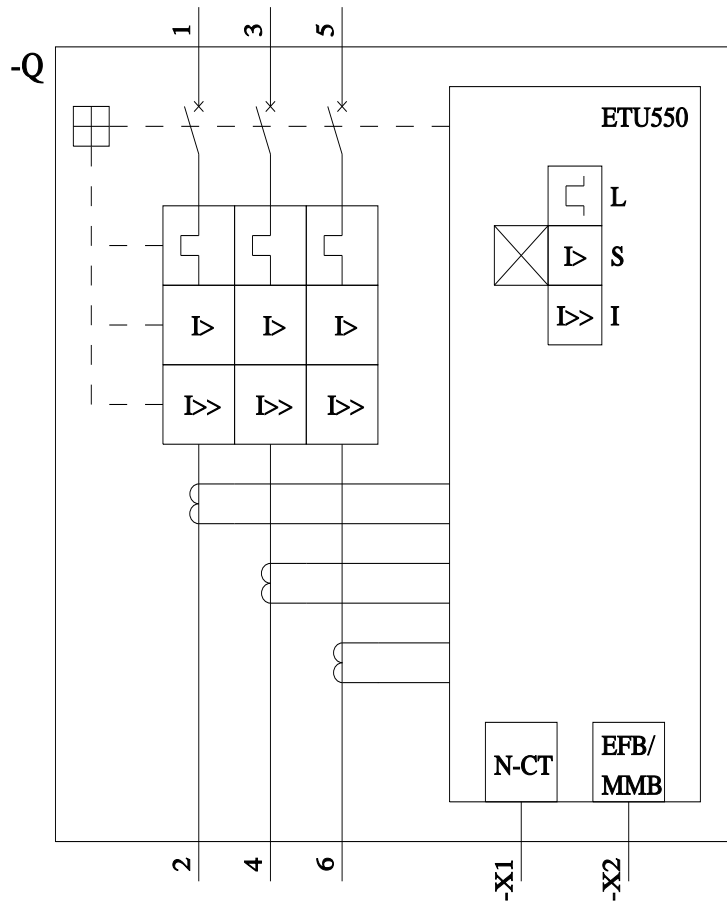 1 3 5
-Q
ETU550
L
I> S
I>> I
I> I> I>
I>> I>> I>>
N-CT
EFB/
MMB
2 4 6 -X1 -X2